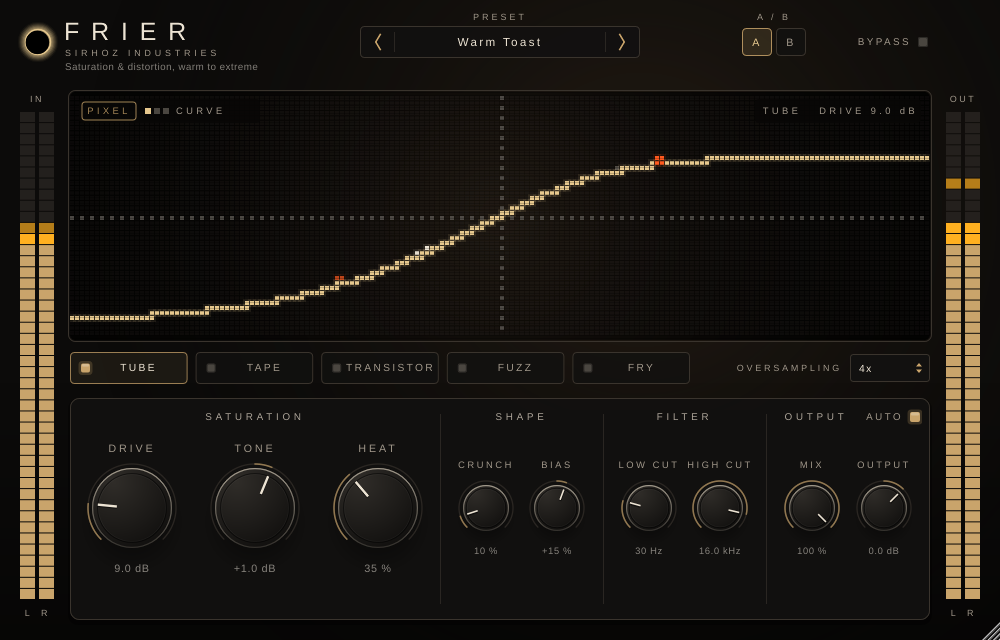 FRIER
SIRHOZ INDUSTRIES
Saturation & distortion, warm to extreme
PRESET
Warm Toast
A / B
A B
BYPASS
IN
OUT
PIXEL CURVE
TUBE DRIVE 9.0 dB
TUBE TAPE TRANSISTOR FUZZ FRY
OVERSAMPLING 4x
SATURATION
DRIVE TONE HEAT
9.0 dB +1.0 dB 35 %
SHAPE
CRUNCH BIAS
10 % +15 %
FILTER
LOW CUT HIGH CUT
30 Hz 16.0 kHz
OUTPUT AUTO
MIX OUTPUT
100 % 0.0 dB
L R
L R